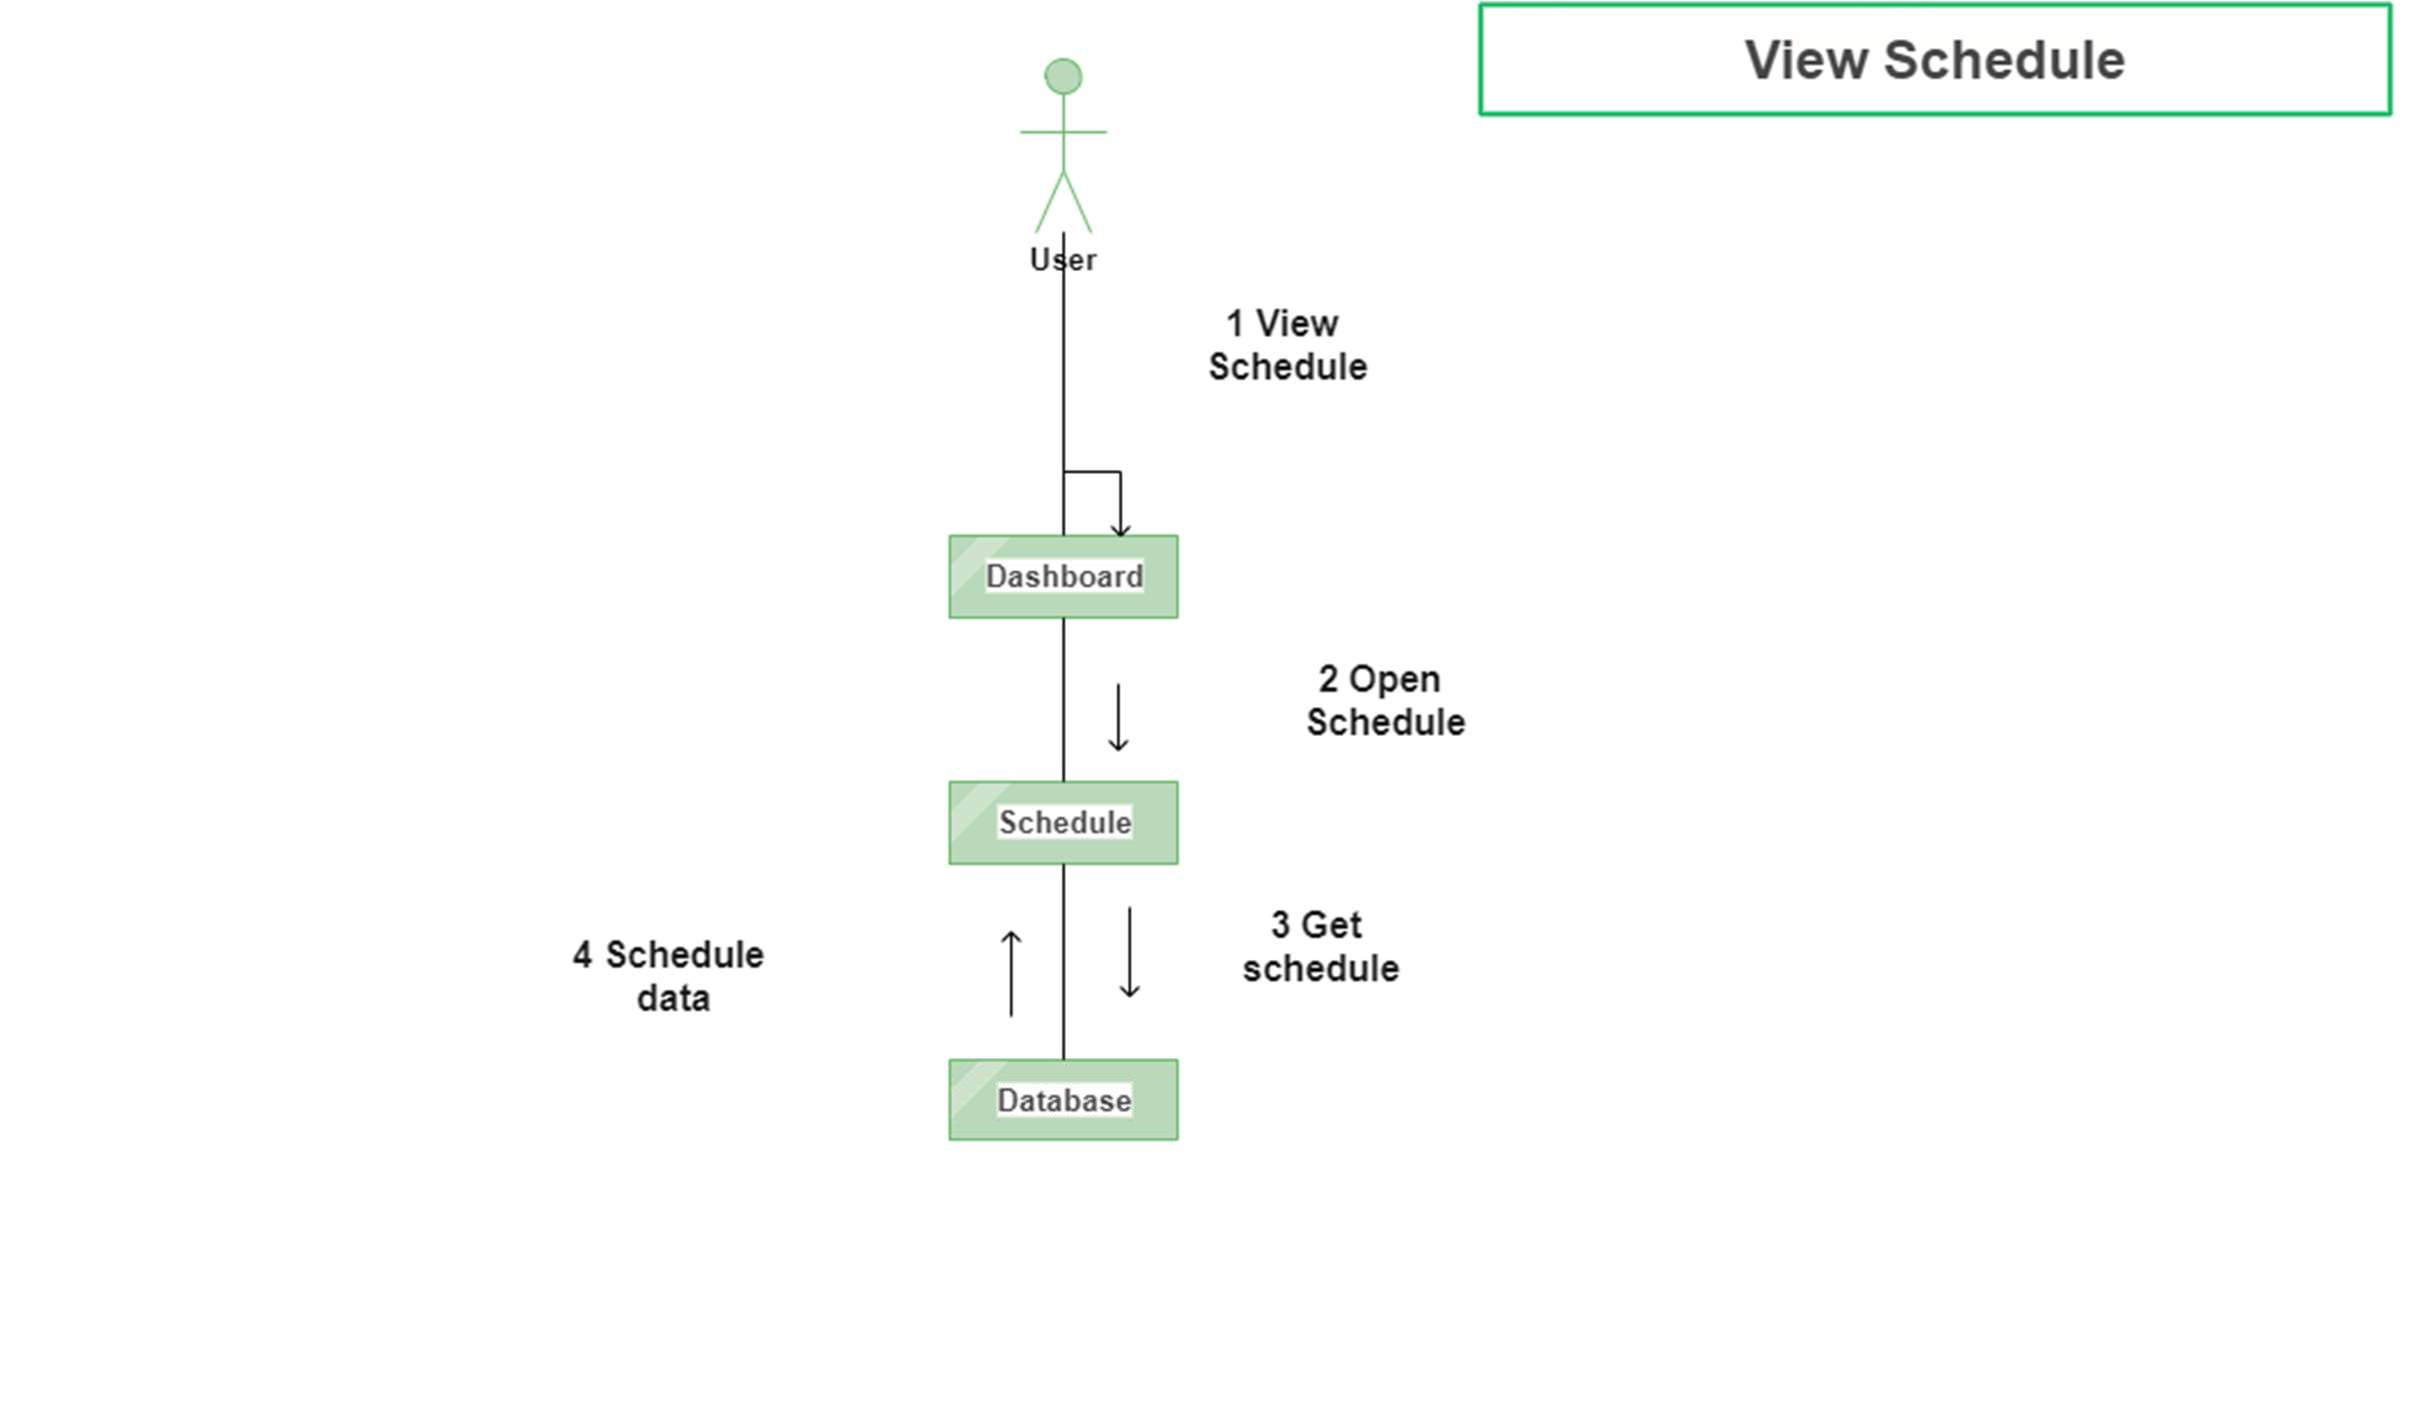 View Schedule
User
1 View
Schedule
Dashboard
2 Open
Schedule
Schedule
3 Get
schedule
4 Schedule
data
Database